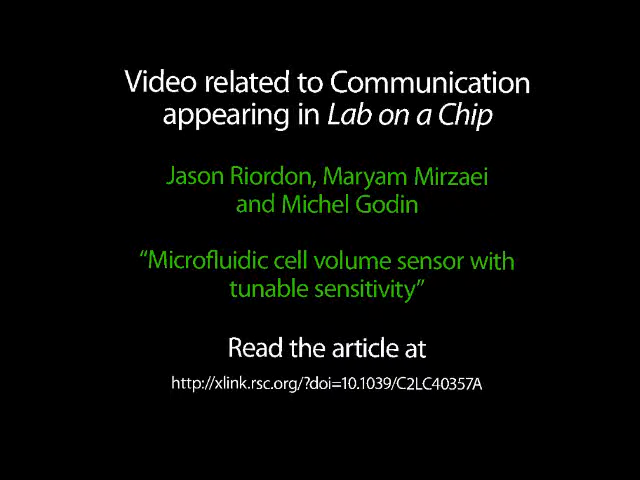 Video related to Communication
appearing in Lab on a Chip
Jason Riordon, Maryam Mirzaei
and Michel Godin
“Microfluidic cell volume sensor with
tunable sensitivity”
Read the article at
http://xlink.rsc.org/?doi=10.1039/C2LC40357A